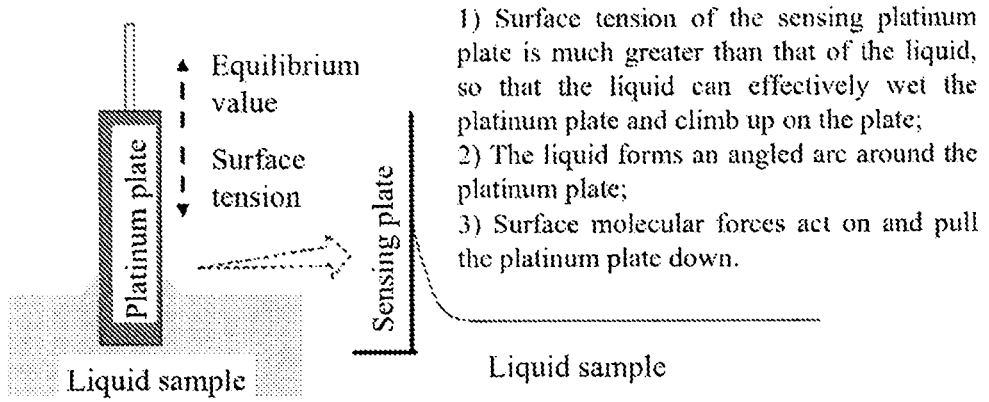 Equilibrium
value
Surface
tension
Platinum plate
Liquid sample
Sensing plate
Liquid sample
1) Surface tension of the sensing platinum
plate is much greater than that of the liquid,
so that the liquid can effectively wet the
platinum plate and climb up on the plate;
2) The liquid forms an angled arc around the
platinum plate;
3) Surface molecular forces act on and pull
the platinum plate down.